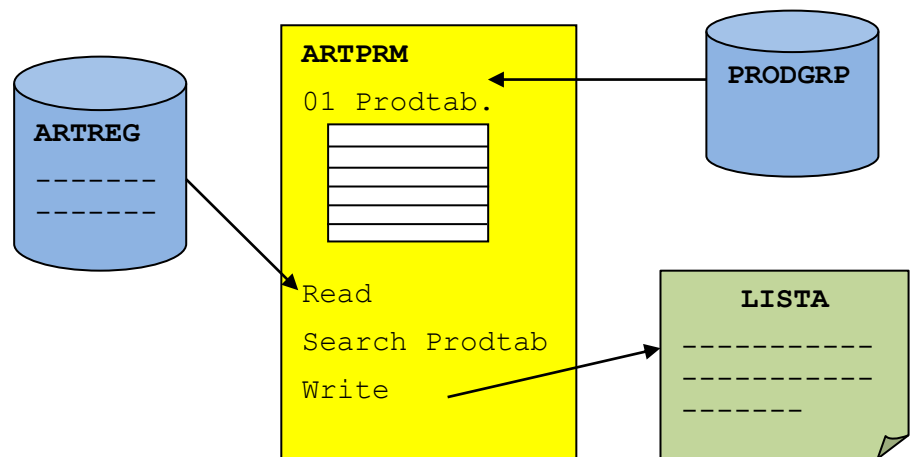 ARTPRM
01 Prodtab.
PRODGRP
ARTREG
-------
-------
Read
Search Prodtab
Write
LISTA
-----------
-----------
-------